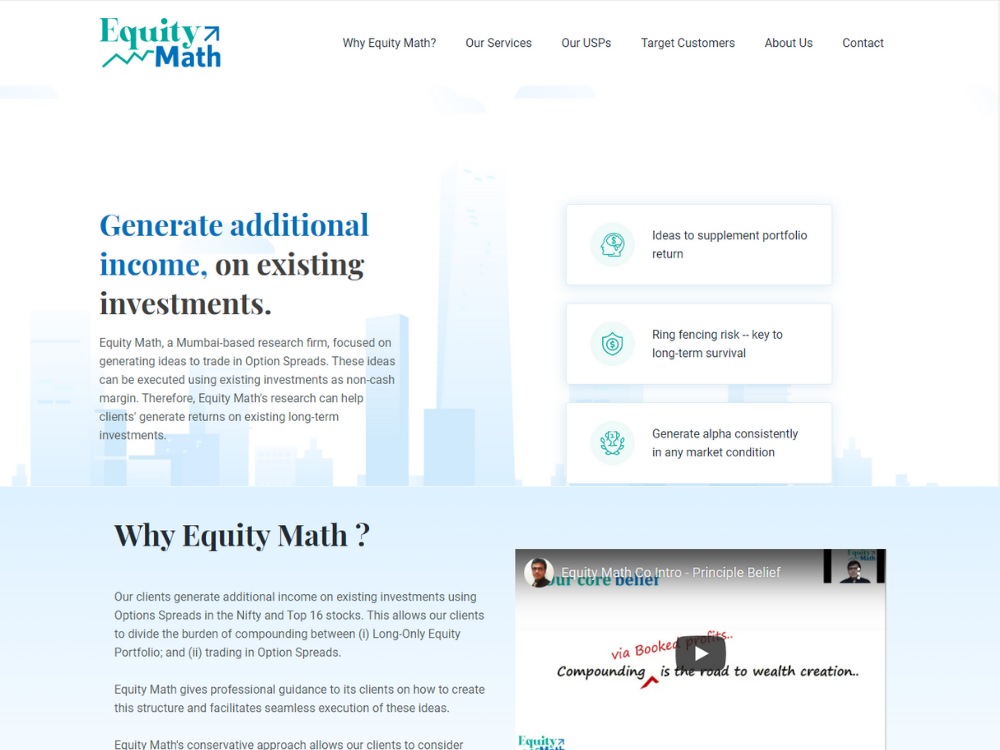 Equity
Math
Why Equity Math?
Our Services
Our USPs
Target Customers
About Us
Contact
Generate additional
income, on existing
investments.
Equity Math, a Mumbai-based research firm, focused on
generating ideas to trade in Option Spreads. These ideas
can be executed using existing investments as non-cash
margin. Therefore, Equity Math's research can help
clients' generate returns on existing long-term
investments.
Ideas to supplement portfolio
return
Ring fencing risk -- key to
long-term survival
Generate alpha consistently
in any market condition
Why Equity Math ?
Our clients generate additional income on existing investments using
Options Spreads in the Nifty and Top 16 stocks. This allows our clients
to divide the burden of compounding between (i) Long-Only Equity
Portfolio; and (ii) trading in Option Spreads.
Equity Math gives professional guidance to its clients on how to create
this structure and facilitates seamless execution of these ideas.
Equity Math's conservative approach allows our clients to consider
Equity Math Co Intro - Principle Belief
Our core belief
via Booked profits..
Compounding is the road to wealth creation..
Equity
Math